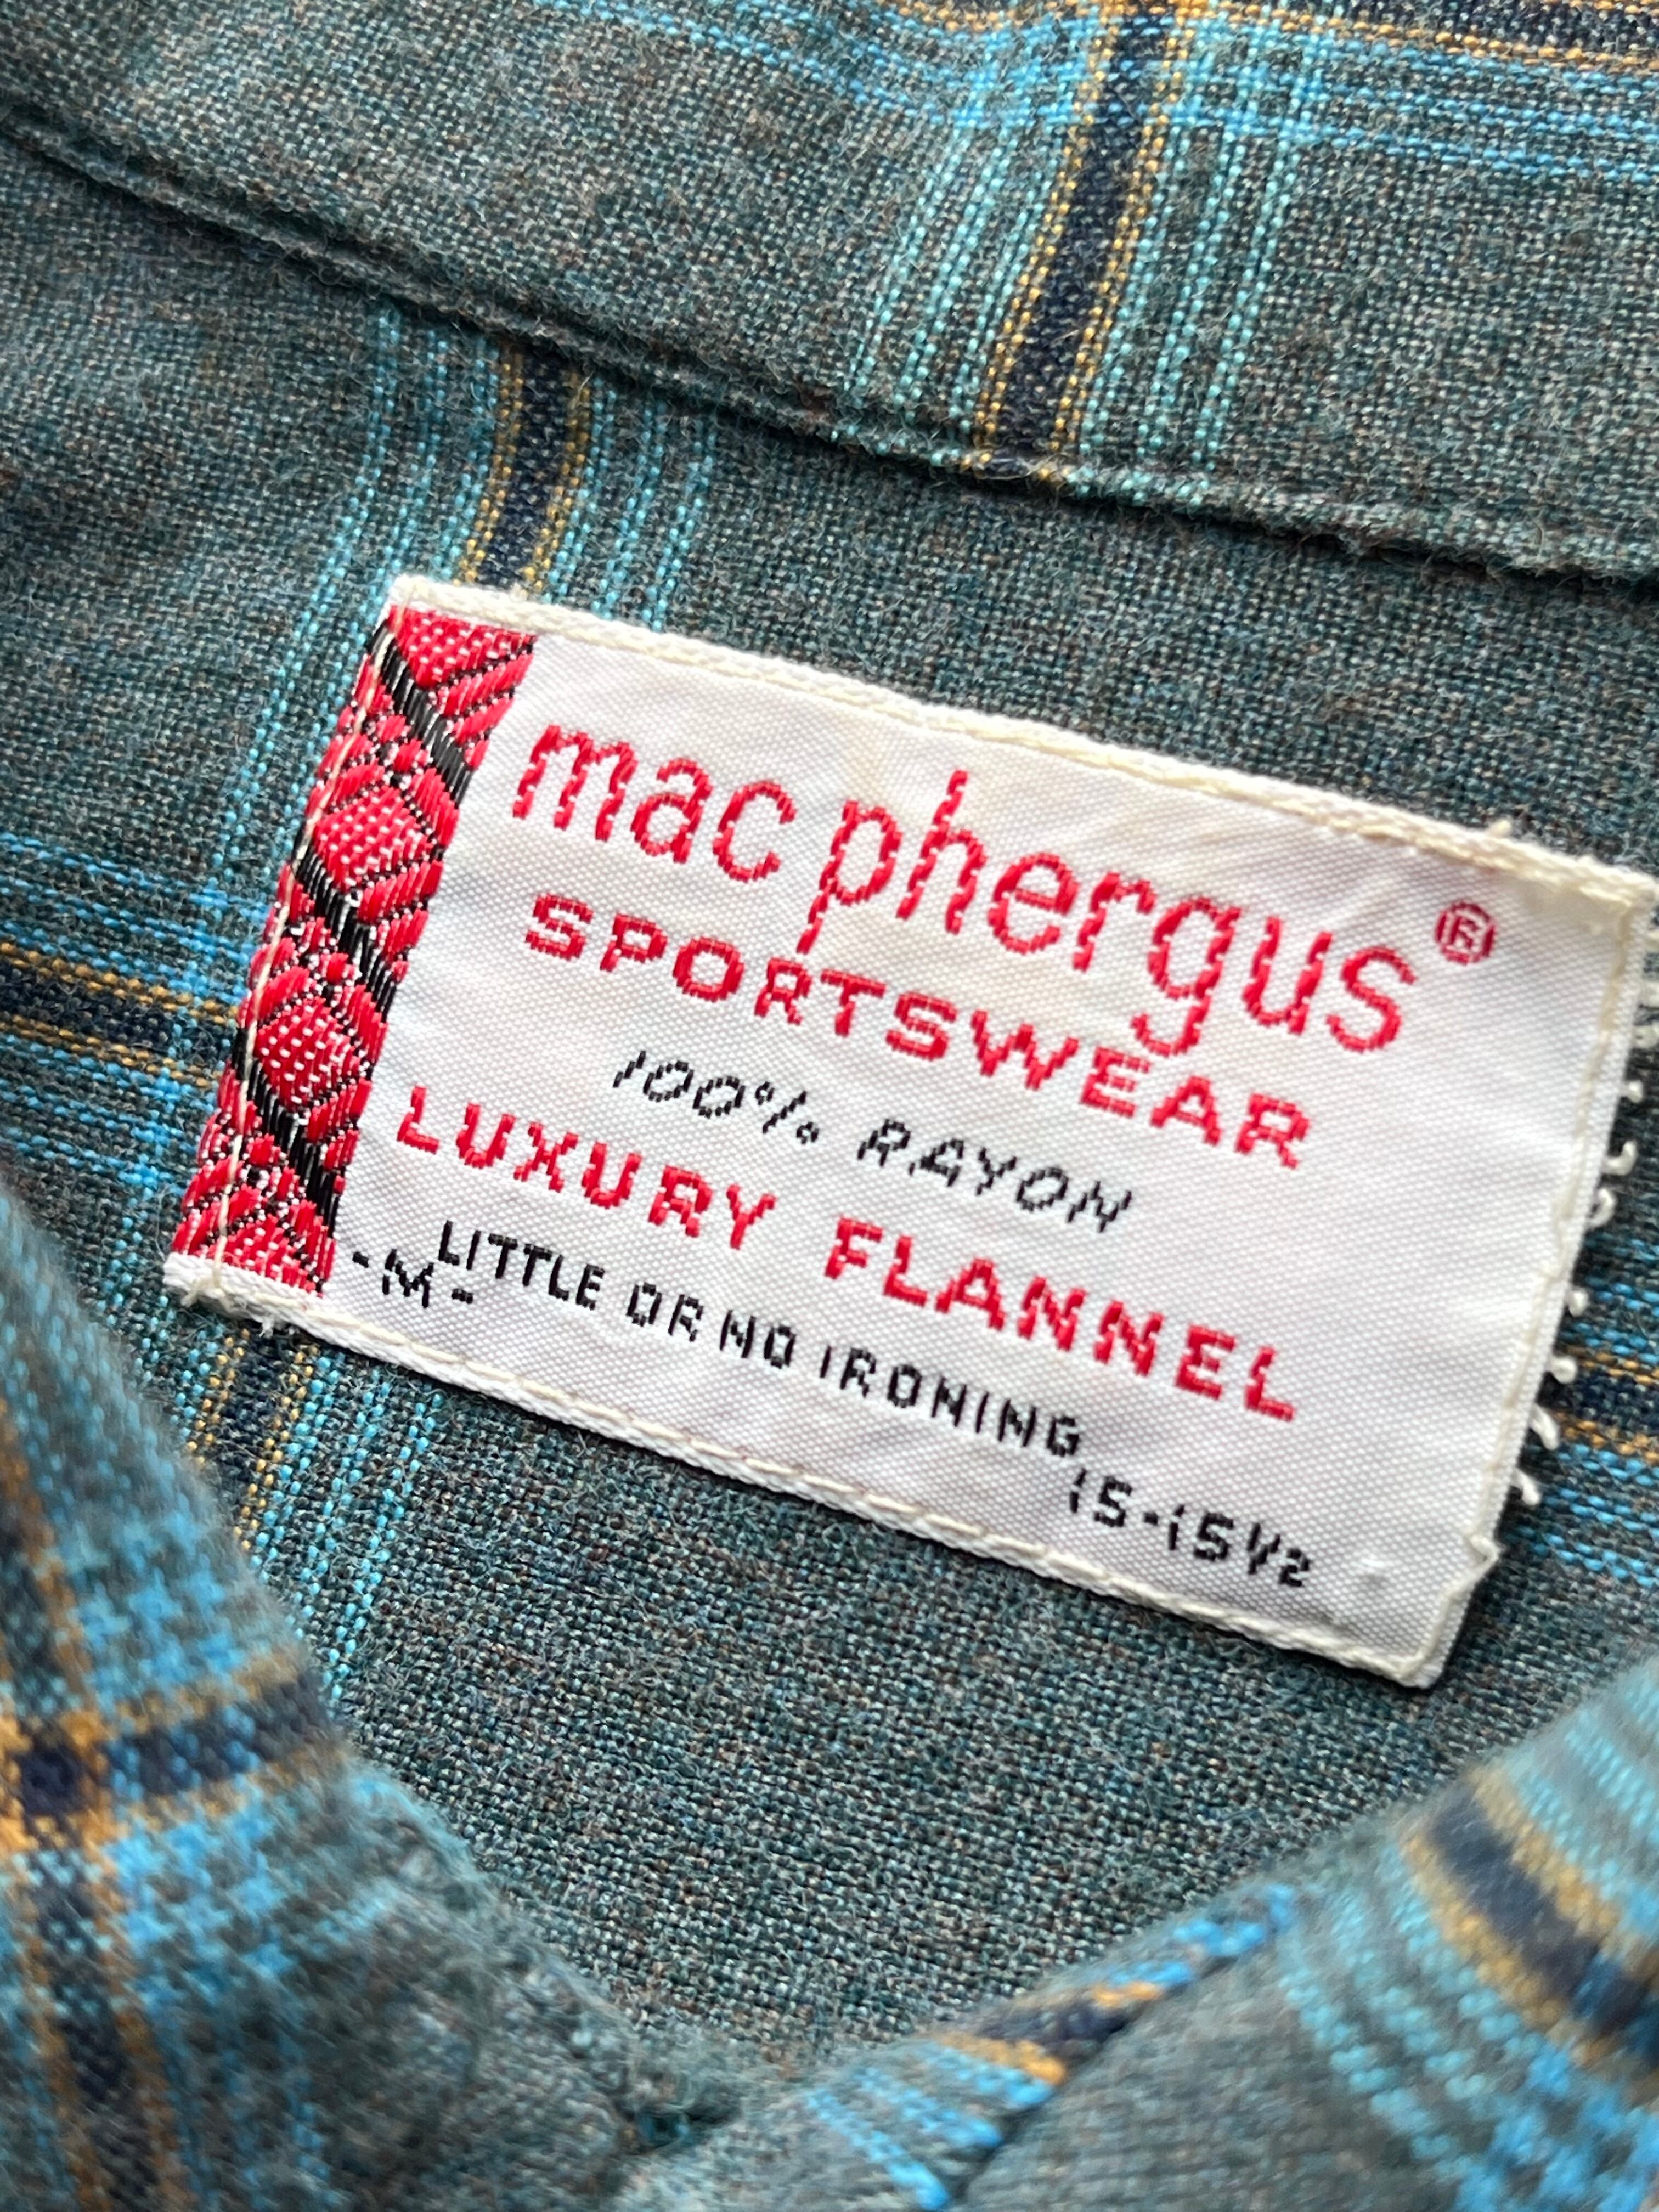 mac phergus ®
SPORTSWEAR
100% RAYON
LUXURY FLANNEL
LITTLE OR NO IRONING
-M- 15-15½